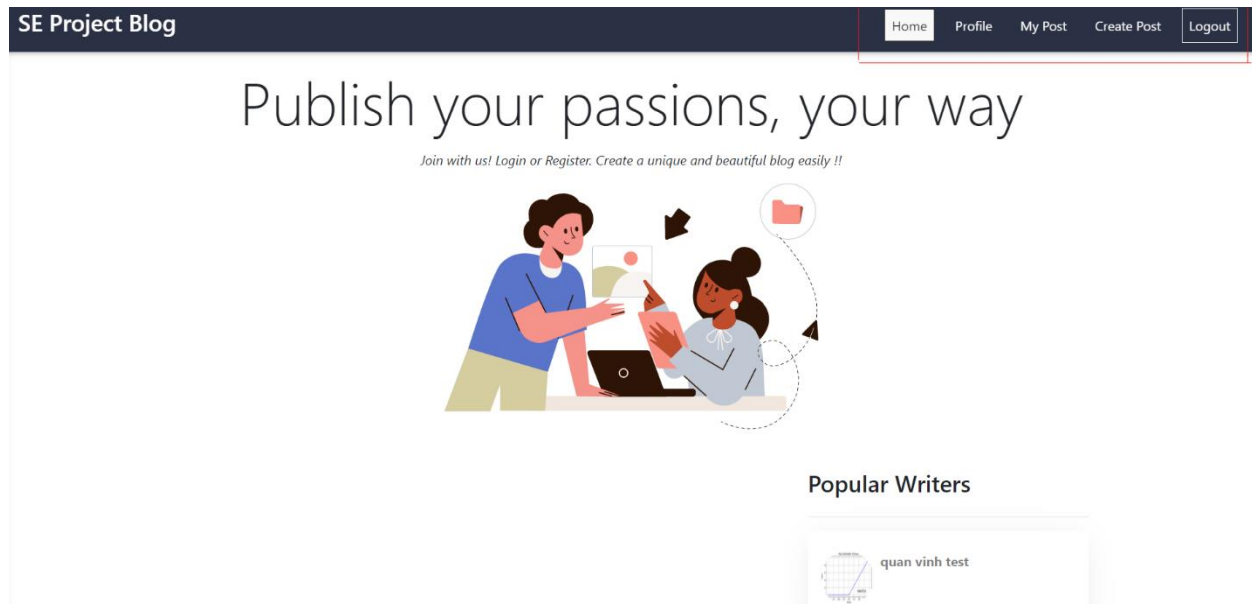 SE Project Blog
Home Profile My Post Create Post Logout
Publish your passions, your way
Join with us! Login or Register. Create a unique and beautiful blog easily !!
Popular Writers
quan vinh test